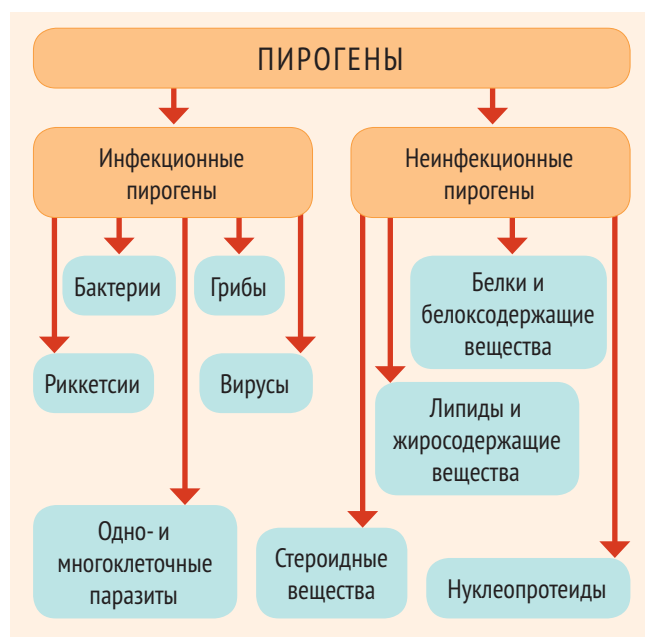 ПИРОГЕНЫ
Инфекционные
пирогены
Неинфекционные
пирогены
Бактерии
Грибы
Белки и
белоксодержащие
вещества
Риккетсии
Вирусы
Липиды и
жиросодержащие
вещества
Одно- и
многоклеточные
паразиты
Стероидные
вещества
Нуклеопротеиды